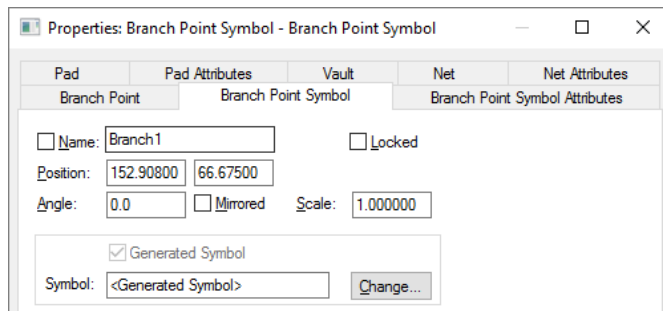 Properties: Branch Point Symbol - Branch Point Symbol
Pad Pad Attributes Vault Net Net Attributes
Branch Point Branch Point Symbol Branch Point Symbol Attributes
Name: Branch1 Locked
Position: 152.90800 66.67500
Angle: 0.0 Mirrored Scale: 1.000000
Generated Symbol
Symbol: <Generated Symbol> Change...